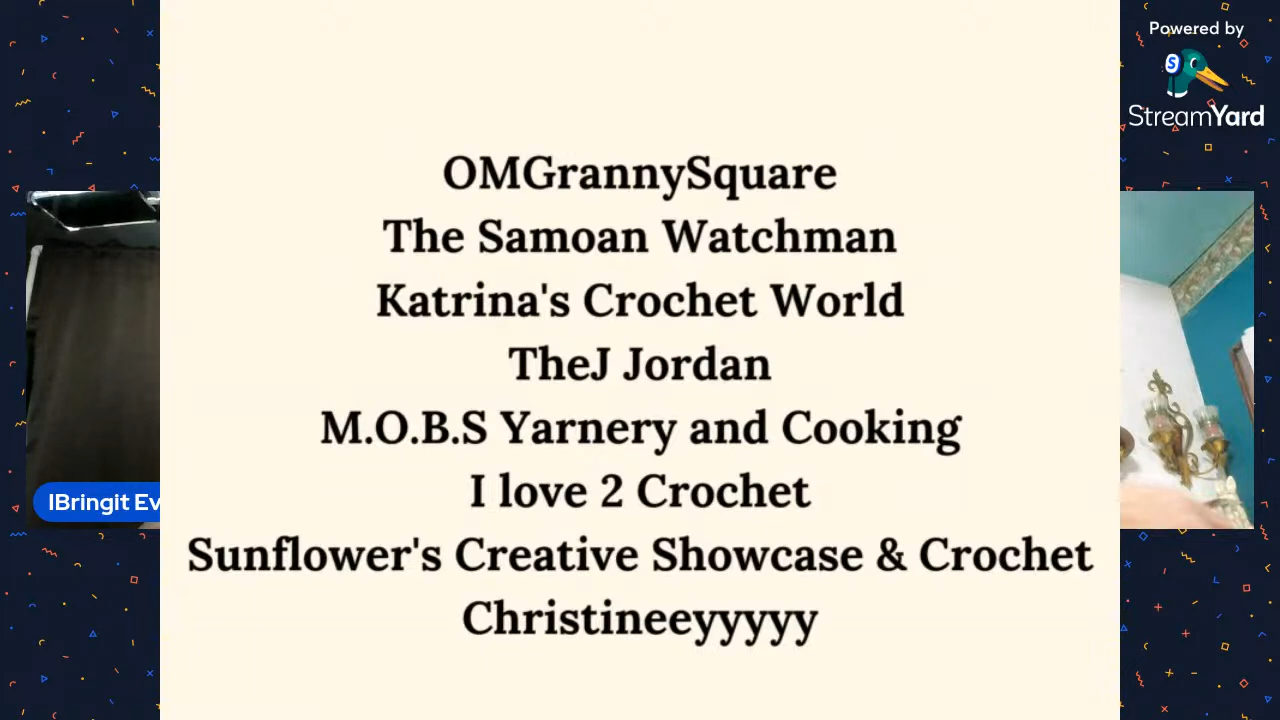 Powered by
S
StreamYard
OMGrannySquare
The Samoan Watchman
Katrina's Crochet World
TheJ Jordan
M.O.B.S Yarnery and Cooking
I love 2 Crochet
Sunflower's Creative Showcase & Crochet
Christineeyyyyy
IBringit Ev